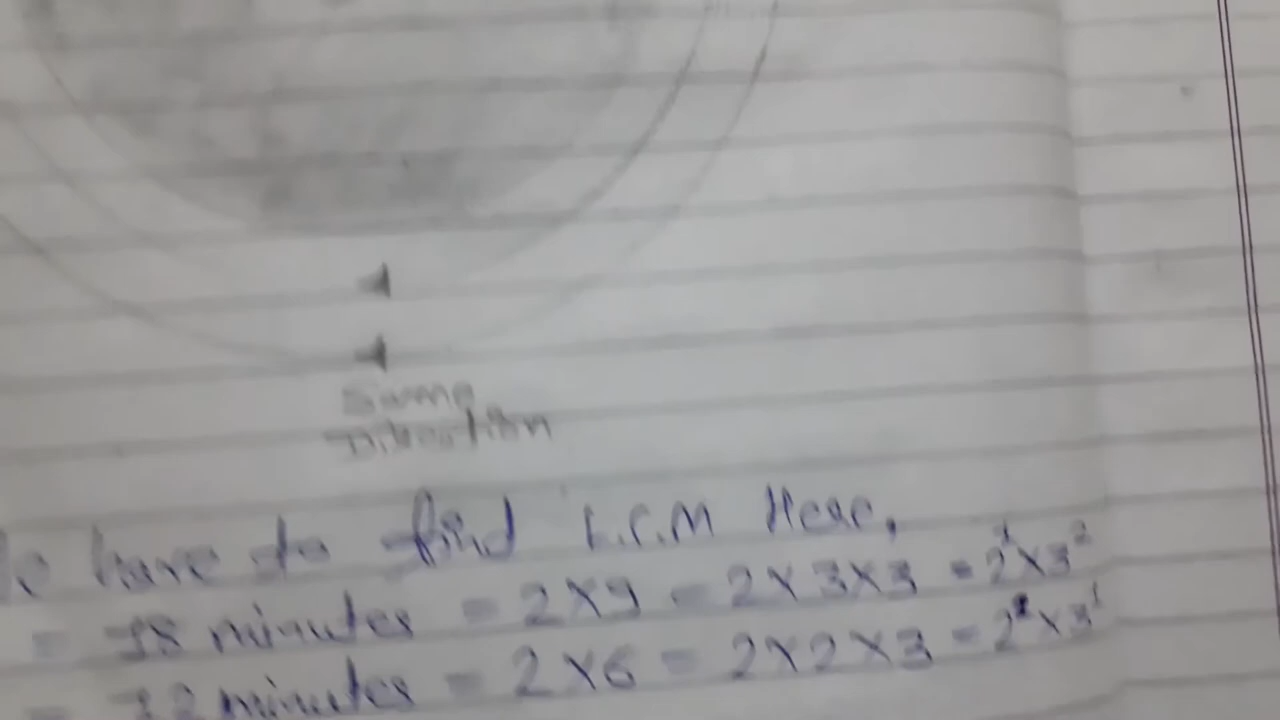 Same
Direction
have to find L.C.M Here,
= 18 minutes = 2×9 = 2×3×3 = 2¹×3²
= 12 minutes = 2×6 = 2×2×3 = 2²×3¹